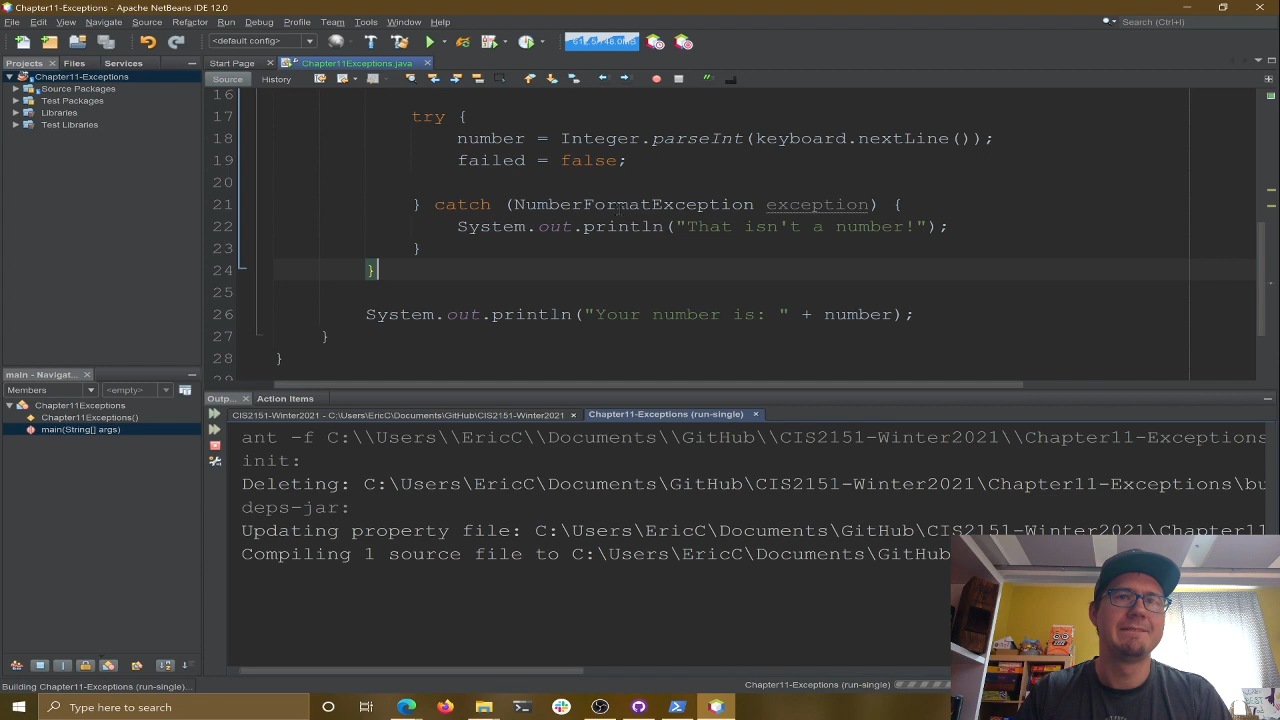 Chapter11-Exceptions - Apache NetBeans IDE 12.0
File Edit View Navigate Source Refactor Run Debug Profile Team Tools Window Help
Search (Ctrl+I)
<default config>
Projects Files Services
Start Page Chapter11Exceptions.java
Chapter11-Exceptions
Source Packages
Test Packages
Libraries
Test Libraries
Source History
16
17 try {
18 number = Integer.parseInt(keyboard.nextLine());
19 failed = false;
20
21 } catch (NumberFormatException exception) {
22 System.out.println("That isn't a number!");
23 }
24 }
25
26 System.out.println("Your number is: " + number);
27 }
28 }
29
main - Navigat...
Members <empty>
Chapter11Exceptions
Chapter11Exceptions()
main(String[] args)
Outp... Action Items
CIS2151-Winter2021 - C:\Users\EricC\Documents\GitHub\CIS2151-Winter2021 Chapter11-Exceptions (run-single)
ant -f C:\\Users\\EricC\\Documents\\GitHub\\CIS2151-Winter2021\\Chapter11-Exceptions
init:
Deleting: C:\Users\EricC\Documents\GitHub\CIS2151-Winter2021\Chapter11-Exceptions\bu
deps-jar:
Updating property file: C:\Users\EricC\Documents\GitHub\CIS2151-Winter2021\Chapter11
Compiling 1 source file to C:\Users\EricC\Documents\GitHub
Building Chapter11-Exceptions (run-single)...
Chapter11-Exceptions (run-single)
Type here to search